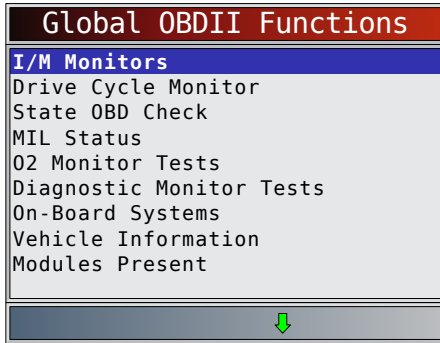 Global OBDII Functions
I/M Monitors
Drive Cycle Monitor
State OBD Check
MIL Status
O2 Monitor Tests
Diagnostic Monitor Tests
On-Board Systems
Vehicle Information
Modules Present